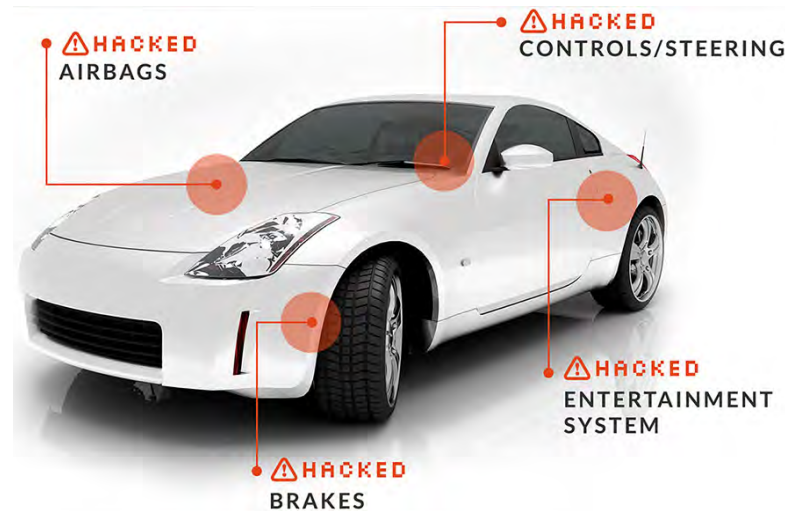 HACKED
AIRBAGS
HACKED
CONTROLS/STEERING
HACKED
ENTERTAINMENT
SYSTEM
HACKED
BRAKES